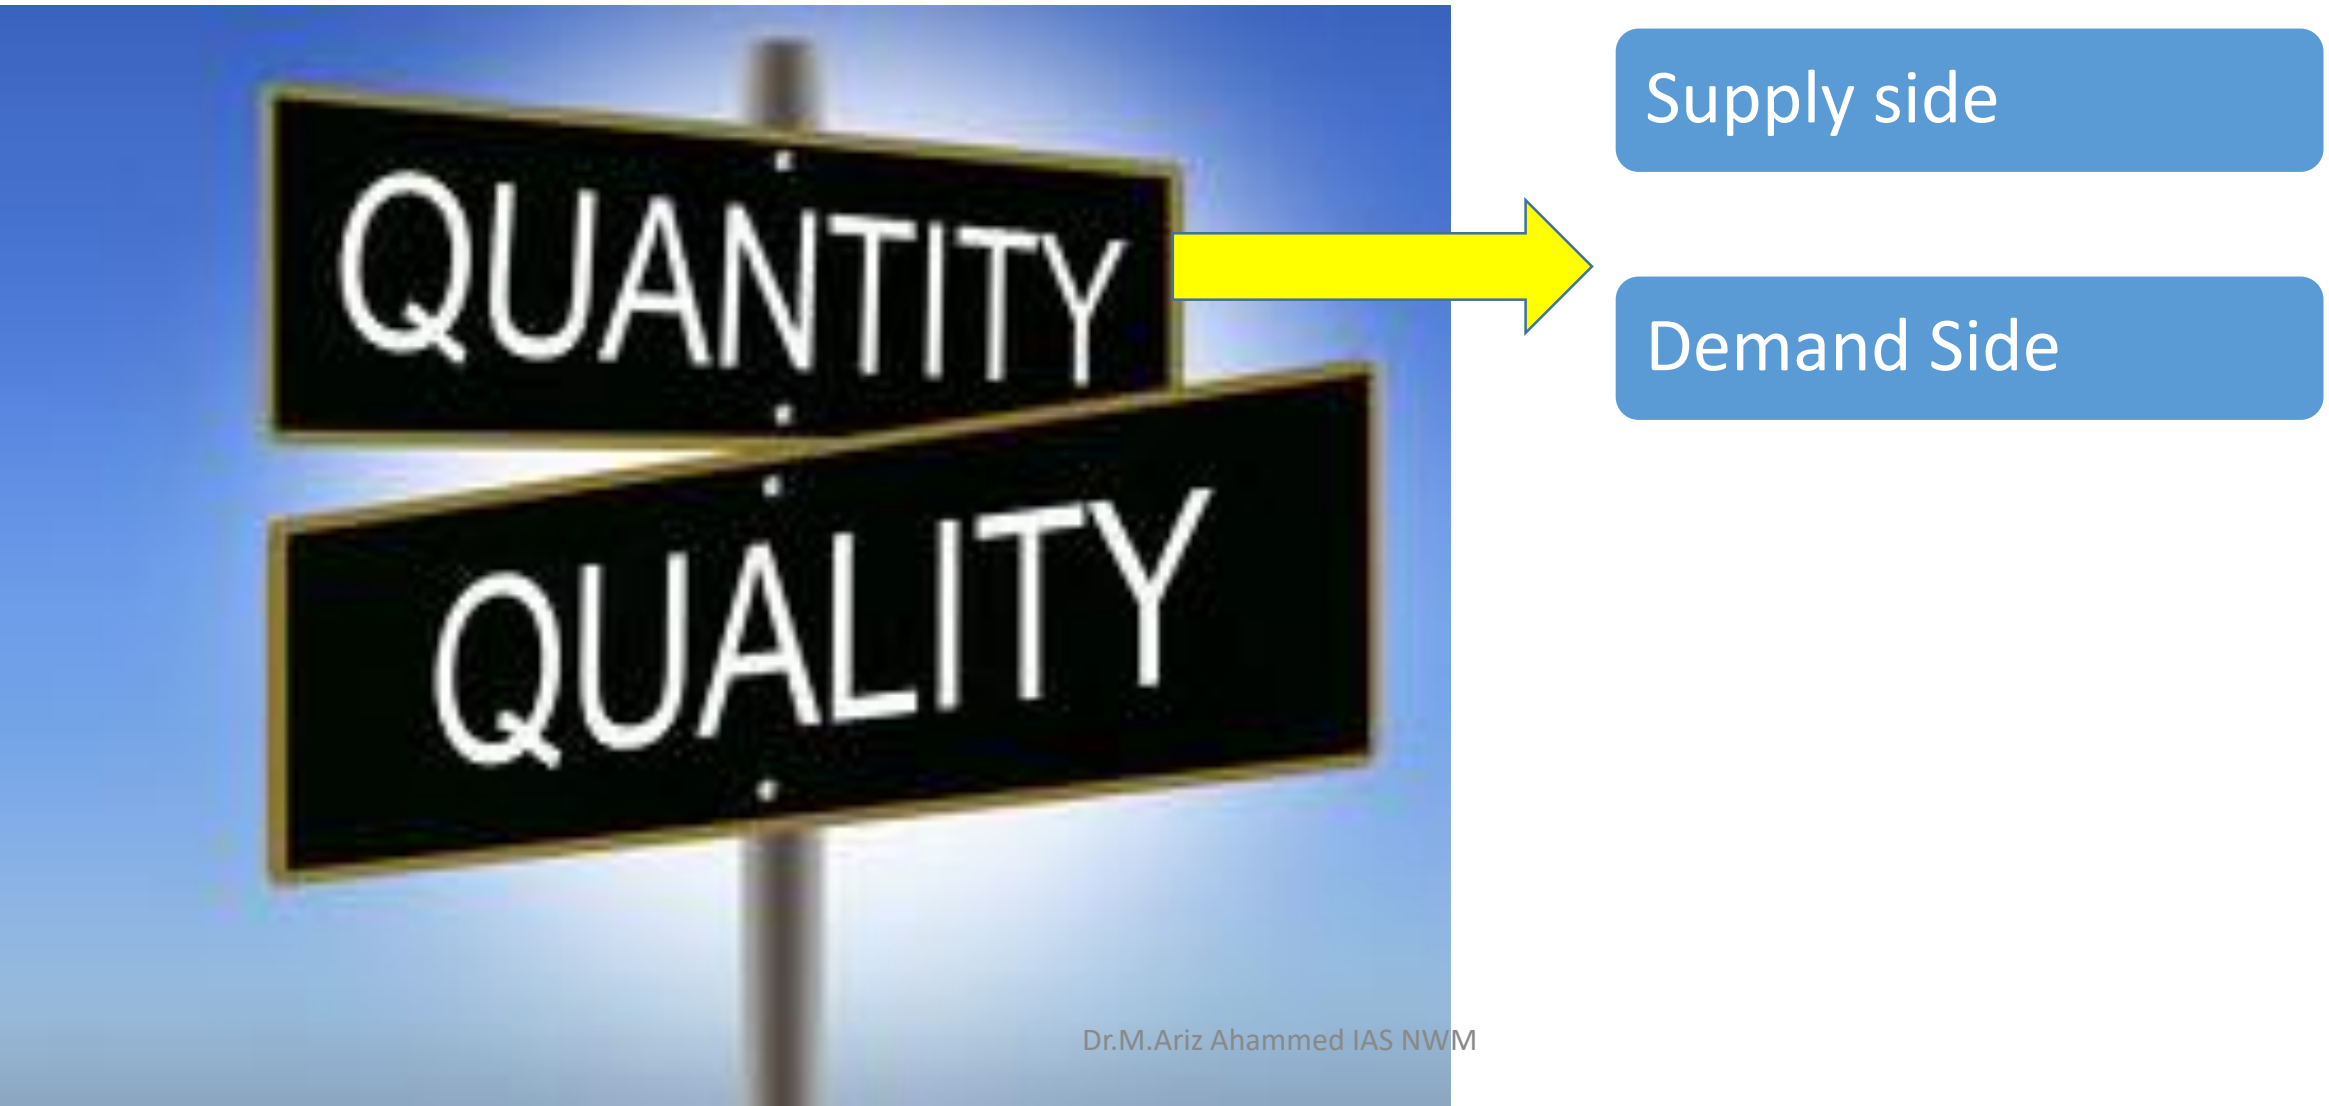 QUANTITY
QUALITY
Supply side
Demand Side
Dr.M.Ariz Ahammed IAS NWM